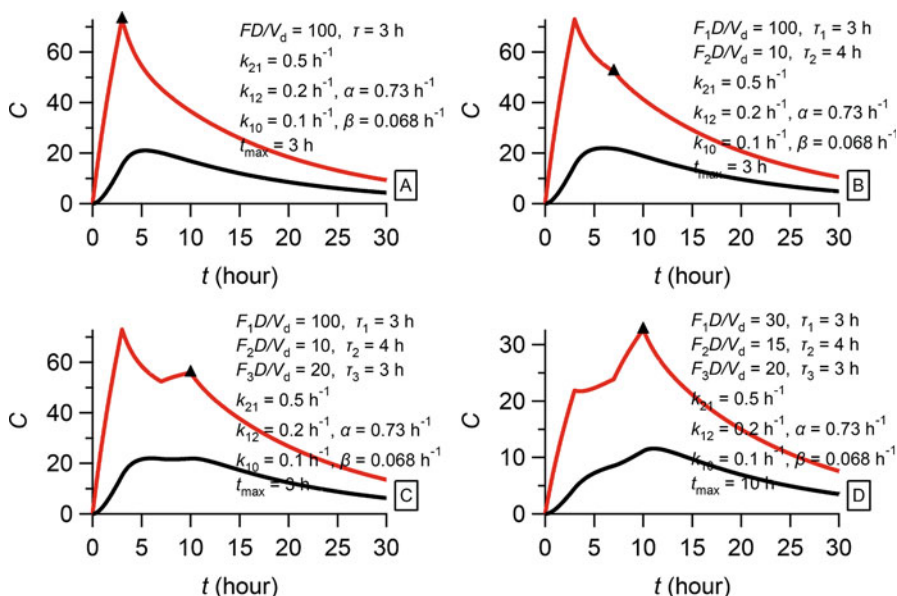 FD/Vd = 100, τ = 3 h
k21 = 0.5 h-1
k12 = 0.2 h-1, α = 0.73 h-1
k10 = 0.1 h-1, β = 0.068 h-1
tmax = 3 h
A
C
60
40
20
0
0 5 10 15 20 25 30
t (hour)
F1D/Vd = 100, τ1 = 3 h
F2D/Vd = 10, τ2 = 4 h
k21 = 0.5 h-1
k12 = 0.2 h-1, α = 0.73 h-1
k10 = 0.1 h-1, β = 0.068 h-1
tmax = 3 h
B
C
60
40
20
0
0 5 10 15 20 25 30
t (hour)
F1D/Vd = 100, τ1 = 3 h
F2D/Vd = 10, τ2 = 4 h
F3D/Vd = 20, τ3 = 3 h
k21 = 0.5 h-1
k12 = 0.2 h-1, α = 0.73 h-1
k10 = 0.1 h-1, β = 0.068 h-1
tmax = 3 h
C
C
60
40
20
0
0 5 10 15 20 25 30
t (hour)
F1D/Vd = 30, τ1 = 3 h
F2D/Vd = 15, τ2 = 4 h
F3D/Vd = 20, τ3 = 3 h
k21 = 0.5 h-1
k12 = 0.2 h-1, α = 0.73 h-1
k10 = 0.1 h-1, β = 0.068 h-1
tmax = 10 h
D
C
30
20
10
0
0 5 10 15 20 25 30
t (hour)